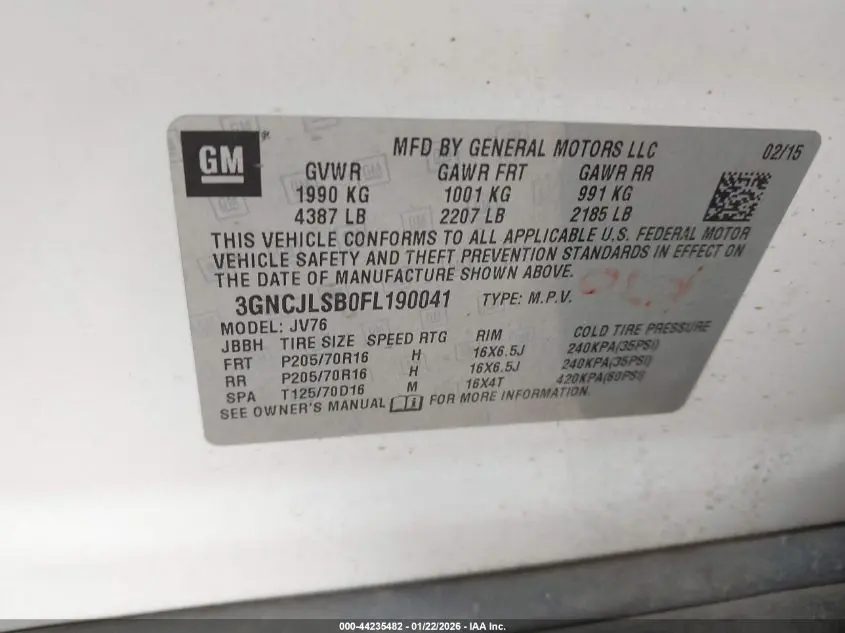 GM
MFD BY GENERAL MOTORS LLC 02/15
GVWR GAWR FRT GAWR RR
1990 KG 1001 KG 991 KG
4387 LB 2207 LB 2185 LB
THIS VEHICLE CONFORMS TO ALL APPLICABLE U.S. FEDERAL MOTOR
VEHICLE SAFETY AND THEFT PREVENTION STANDARDS IN EFFECT ON
THE DATE OF MANUFACTURE SHOWN ABOVE.
3GNCJLSB0FL190041 TYPE: M.P.V.
MODEL: JV76
JBBH TIRE SIZE SPEED RTG RIM COLD TIRE PRESSURE
FRT P205/70R16 H 16X6.5J 240KPA(35PSI)
RR P205/70R16 H 16X6.5J 240KPA(35PSI)
SPA T125/70D16 M 16X4T 420KPA(60PSI)
SEE OWNER'S MANUAL FOR MORE INFORMATION.
000-44235482 - 01/22/2026 - IAA Inc.